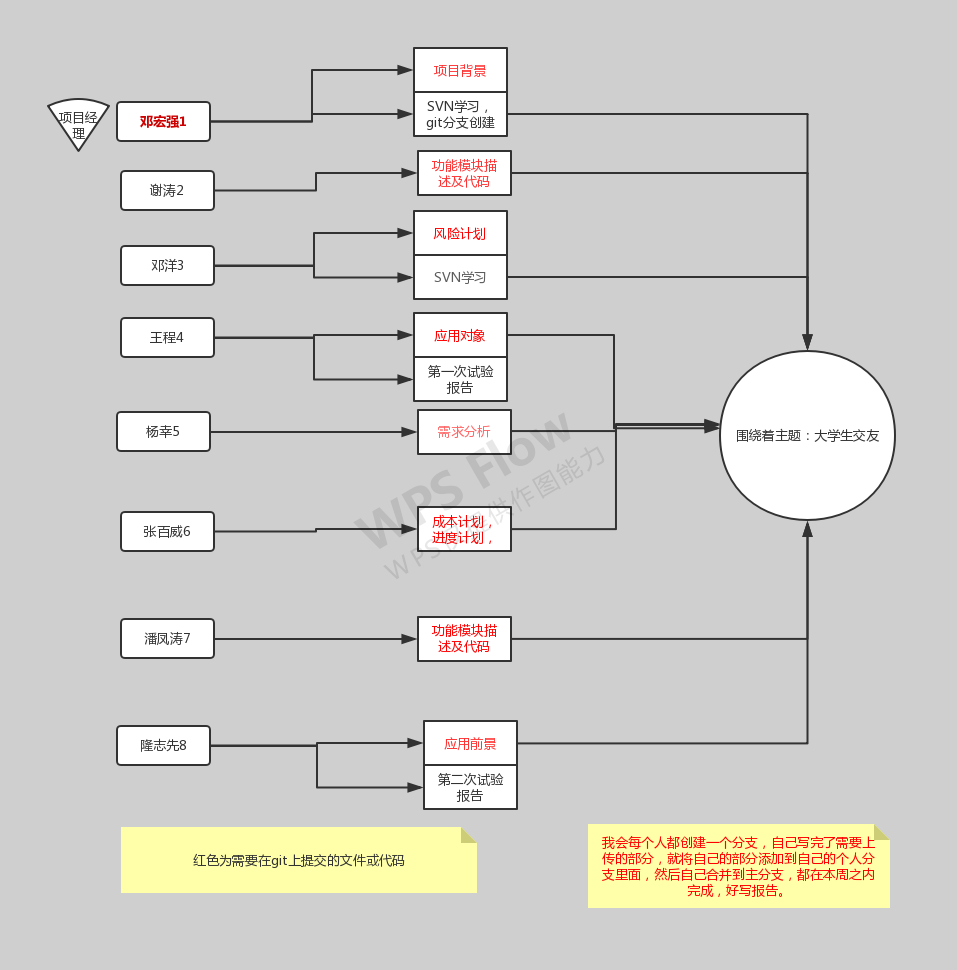 项目背景
项目经
理
邓宏强1
SVN学习，
git分支创建
谢涛2
功能模块描
述及代码
邓洋3
风险计划
SVN学习
王程4
应用对象
第一次试验
报告
杨幸5
需求分析
围绕着主题：大学生交友
张百威6
成本计划，
进度计划，
潘凤涛7
功能模块描
述及代码
隆志先8
应用前景
第二次试验
报告
红色为需要在git上提交的文件或代码
我会每个人都创建一个分支，自己写完了需要上
传的部分，就将自己的部分添加到自己的个人分
支里面，然后自己合并到主分支，都在本周之内
完成，好写报告。
WPS Flow